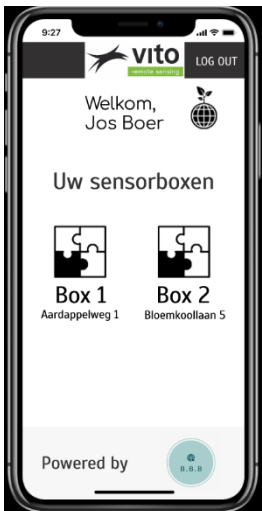 9:27
vito
remote sensing
LOG OUT
Welkom,
Jos Boer
Uw sensorboxen
Box 1
Aardappelweg 1
Box 2
Bloemkoollaan 5
Powered by
B.B.B